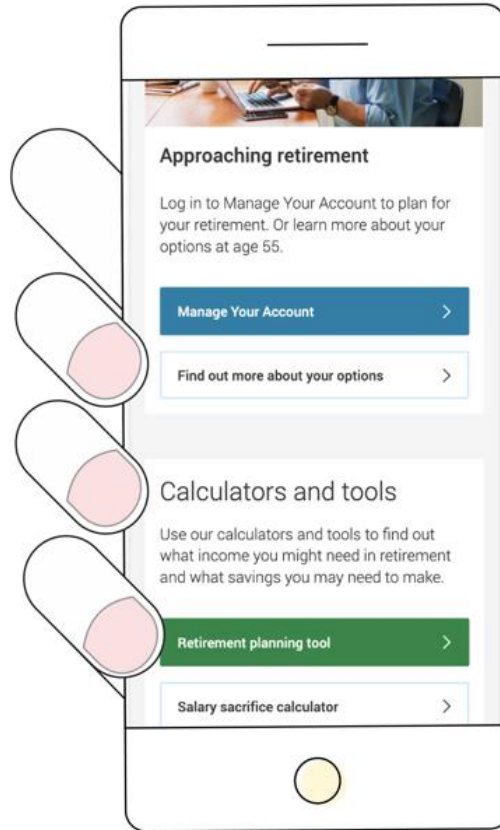 Approaching retirement
Log in to Manage Your Account to plan for
your retirement. Or learn more about your
options at age 55.
Manage Your Account
Find out more about your options
Calculators and tools
Use our calculators and tools to find out
what income you might need in retirement
and what savings you may need to make.
Retirement planning tool
Salary sacrifice calculator